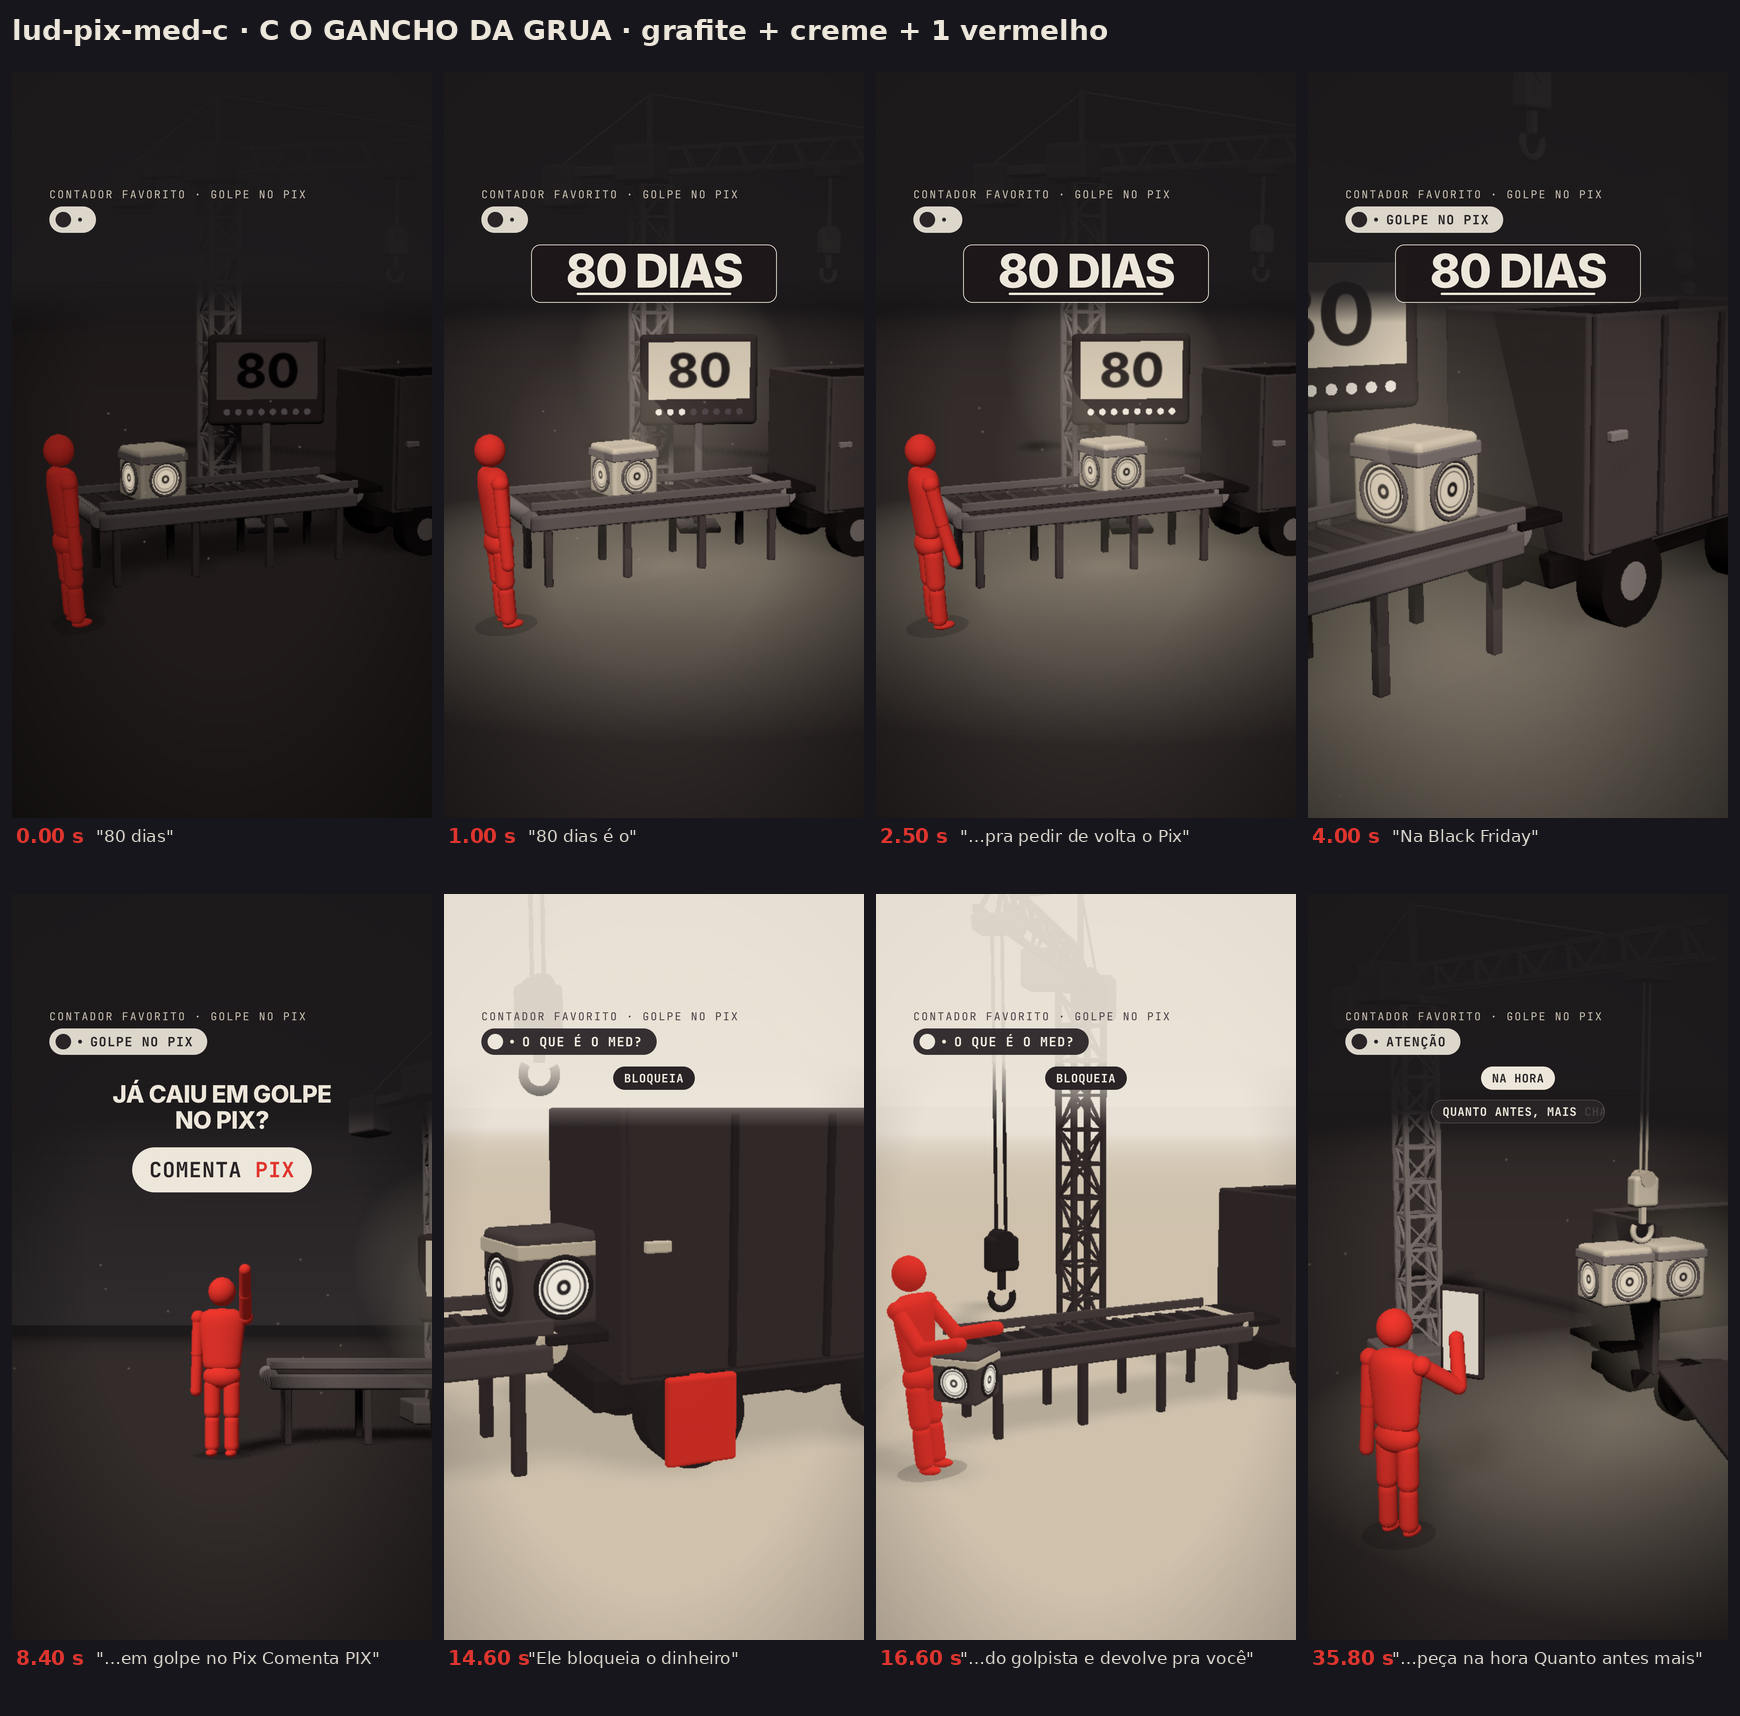 lud-pix-med-c · C O GANCHO DA GRUA · grafite + creme + 1 vermelho
CONTADOR FAVORITO · GOLPE NO PIX
80
0.00 s "80 dias"
CONTADOR FAVORITO · GOLPE NO PIX
80 DIAS
80
1.00 s "80 dias é o"
CONTADOR FAVORITO · GOLPE NO PIX
80 DIAS
80
2.50 s "...pra pedir de volta o Pix"
CONTADOR FAVORITO · GOLPE NO PIX
• GOLPE NO PIX
80 DIAS
80
4.00 s "Na Black Friday"
CONTADOR FAVORITO · GOLPE NO PIX
• GOLPE NO PIX
JÁ CAIU EM GOLPE
NO PIX?
COMENTA PIX
8.40 s "...em golpe no Pix Comenta PIX"
CONTADOR FAVORITO · GOLPE NO PIX
• O QUE É O MED?
BLOQUEIA
14.60 s "Ele bloqueia o dinheiro"
CONTADOR FAVORITO · GOLPE NO PIX
• O QUE É O MED?
BLOQUEIA
16.60 s "...do golpista e devolve pra você"
CONTADOR FAVORITO · GOLPE NO PIX
• ATENÇÃO
NA HORA
QUANTO ANTES, MAIS
35.80 s "...peça na hora Quanto antes mais"